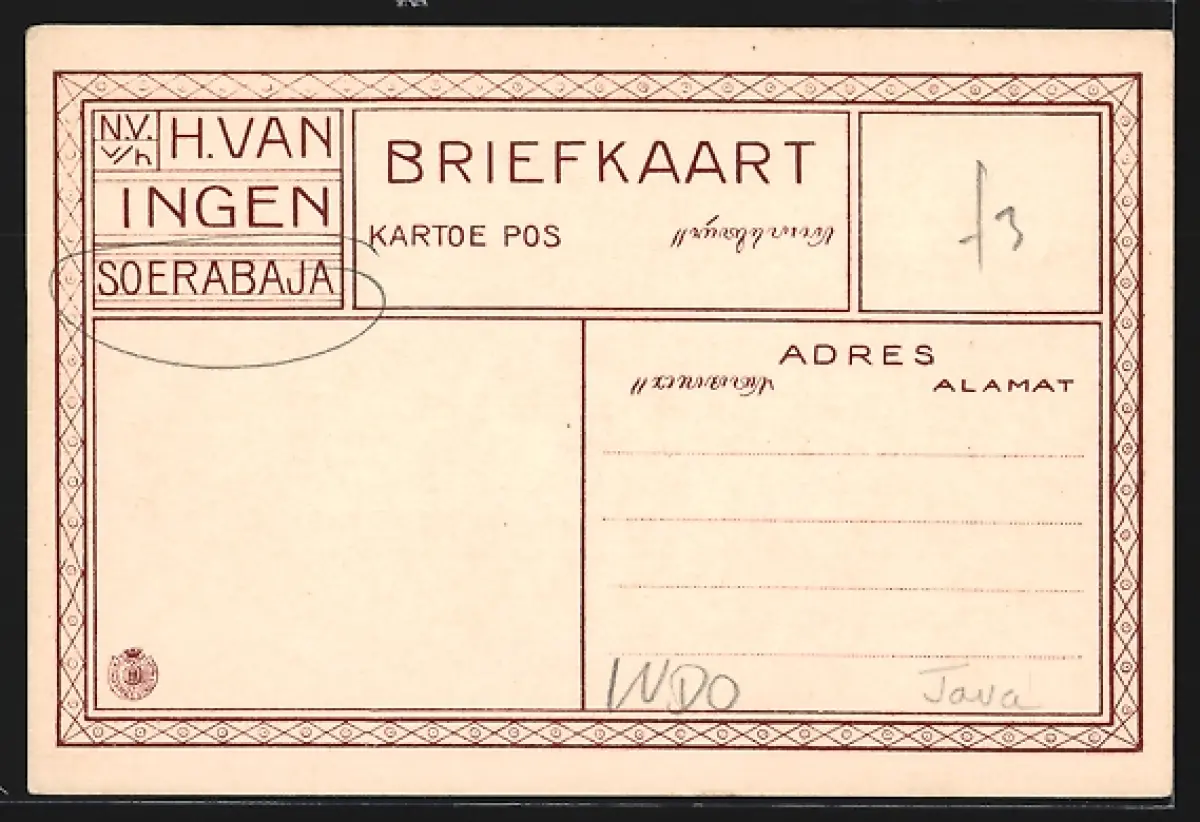 N.V. v/h H. VAN
INGEN
SOERABAJA
BRIEFKAART
KARTOE POS
f3
ADRES
ALAMAT
INDO
Java